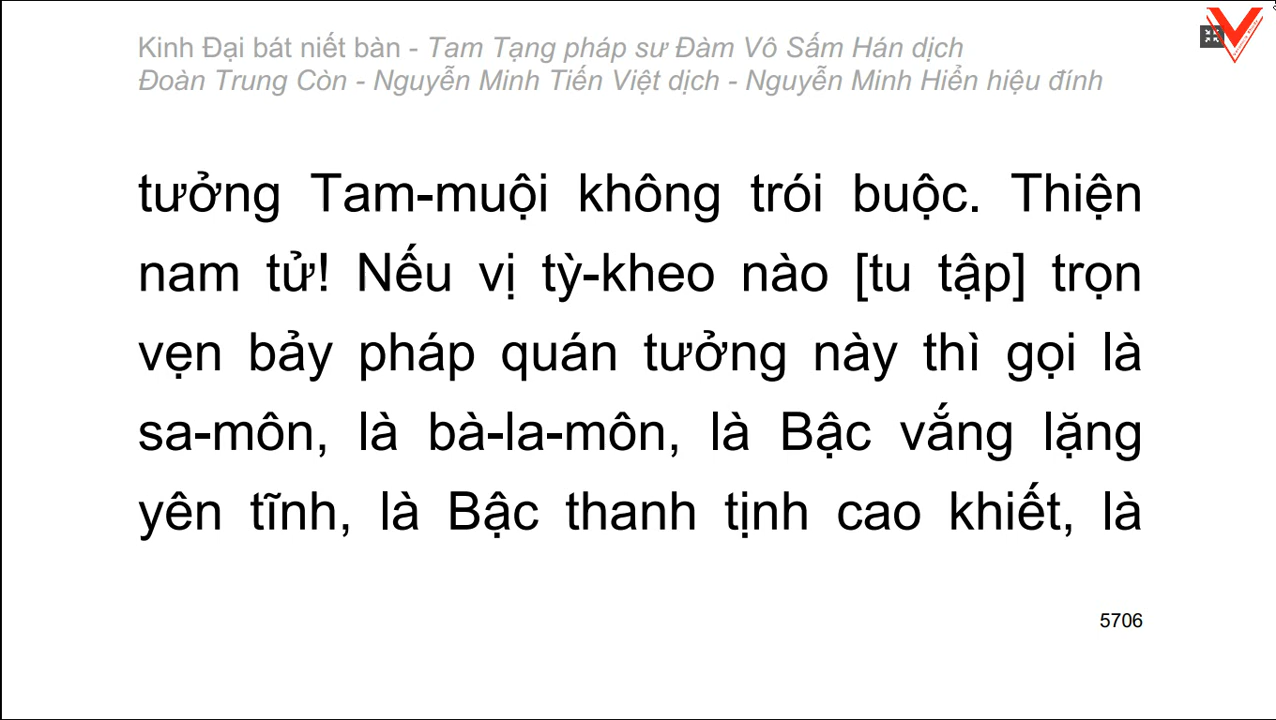 Kinh Đại bát niết bàn - Tam Tạng pháp sư Đàm Vô Sấm Hán dịch
Đoàn Trung Còn - Nguyễn Minh Tiến Việt dịch - Nguyễn Minh Hiển hiệu đính
tưởng Tam-muội không trói buộc. Thiện
nam tử! Nếu vị tỳ-kheo nào [tu tập] trọn
vẹn bảy pháp quán tưởng này thì gọi là
sa-môn, là bà-la-môn, là Bậc vắng lặng
yên tĩnh, là Bậc thanh tịnh cao khiết, là
5706